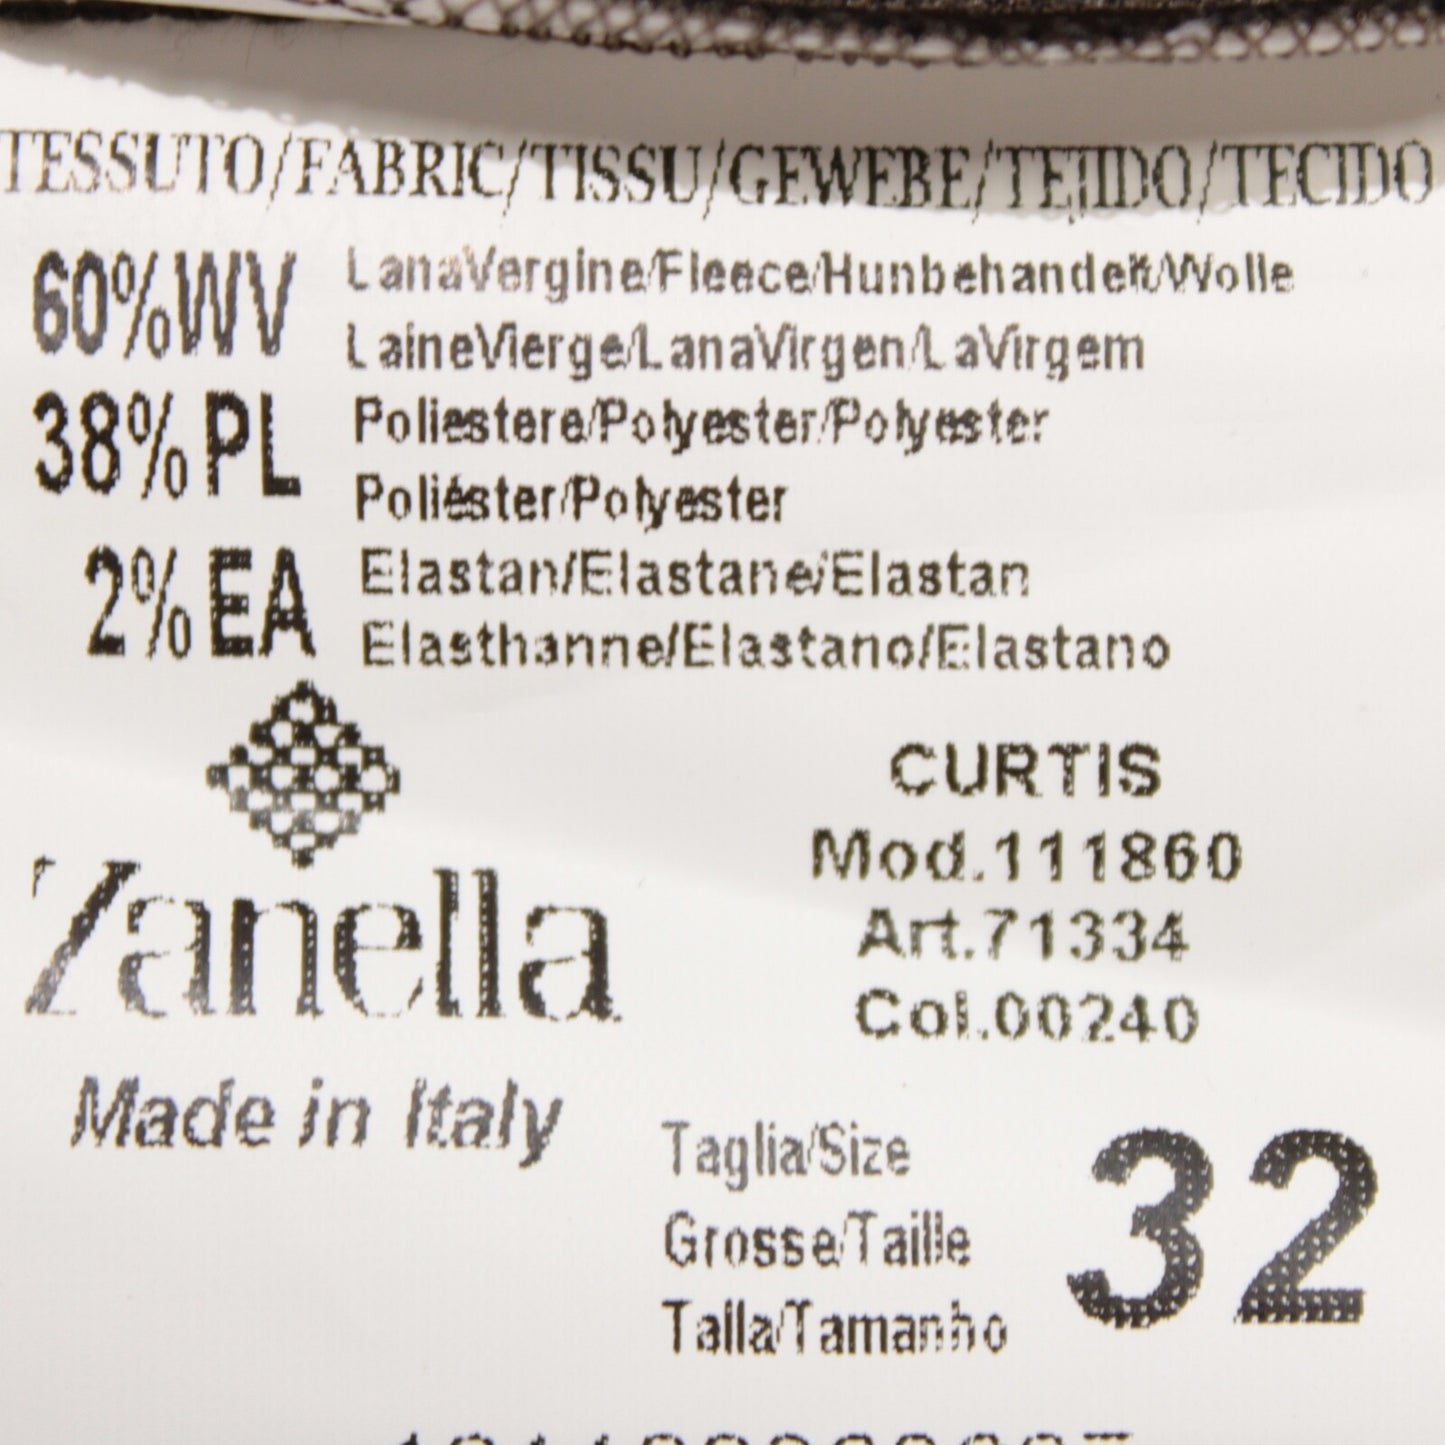 TESSUTO/FABRIC/TISSU/GEWEBE/TEJIDO/TECIDO
60%WV LanaVergine/Fleece/Hunbehandelt/Wolle
LaineVierge/LanaVirgen/LaVirgem
38%PL Poliestere/Polyester/Polyester
Poliéster/Polyester
2%EA Elastan/Elastane/Elastan
Elasthanne/Elastano/Elastano
CURTIS
Mod.111860
Art.71334
Col.00240
Zanella
Made in Italy
Taglia/Size
Grosse/Taille
Talla/Tamanho
32